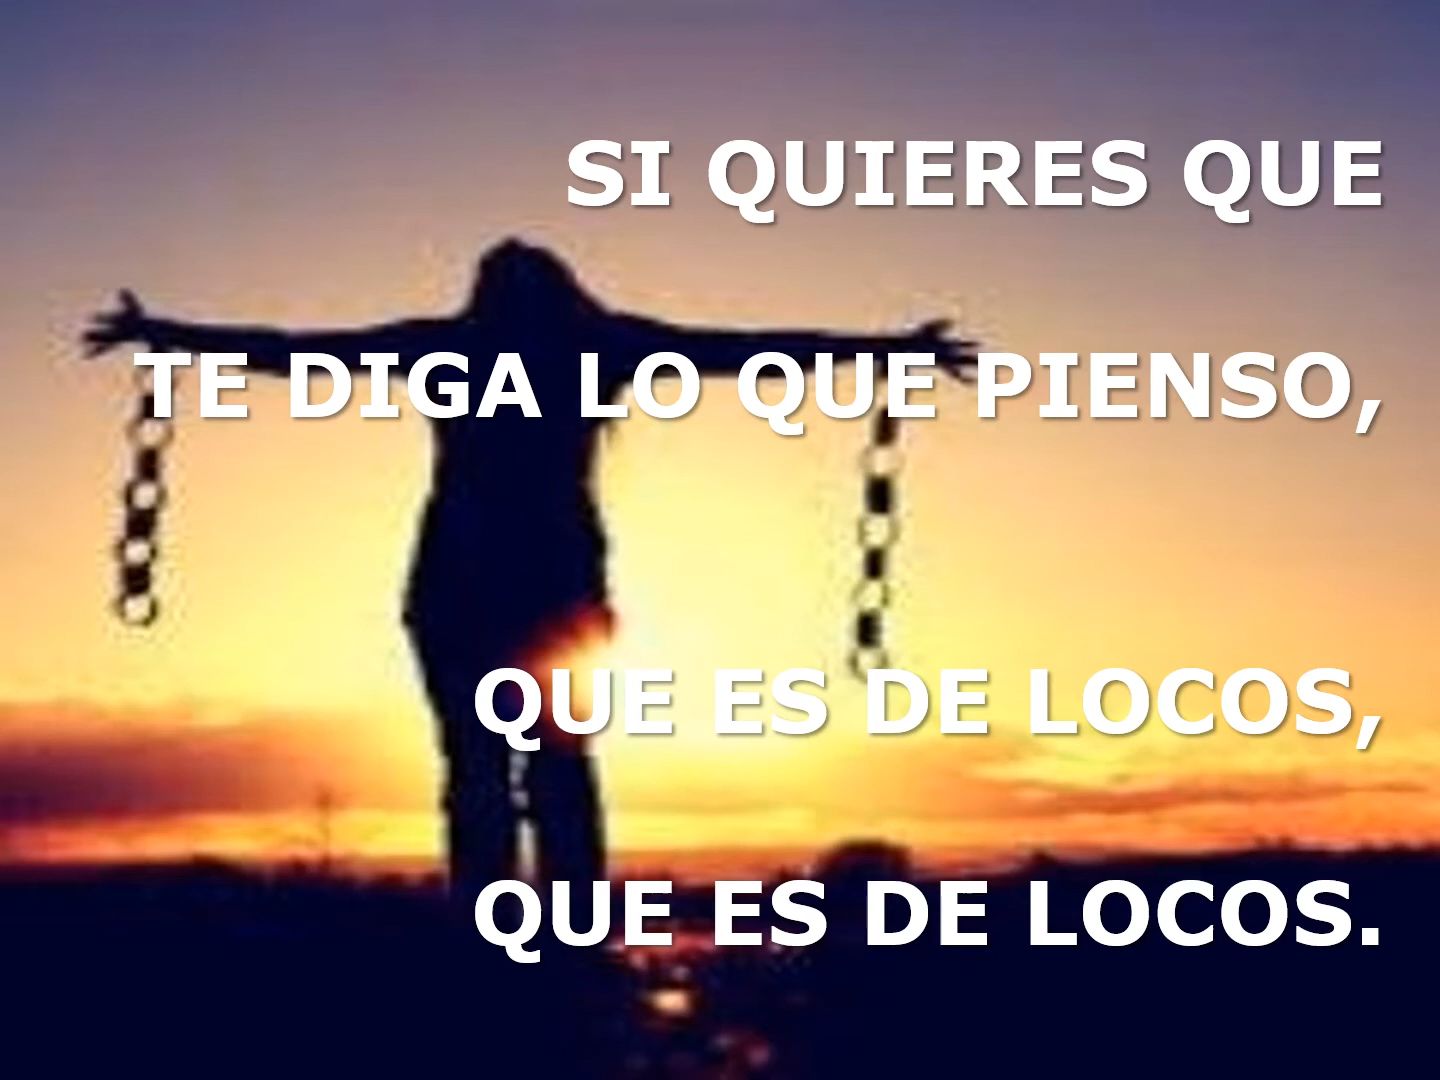 SI QUIERES QUE
TE DIGA LO QUE PIENSO,
QUE ES DE LOCOS,
QUE ES DE LOCOS.